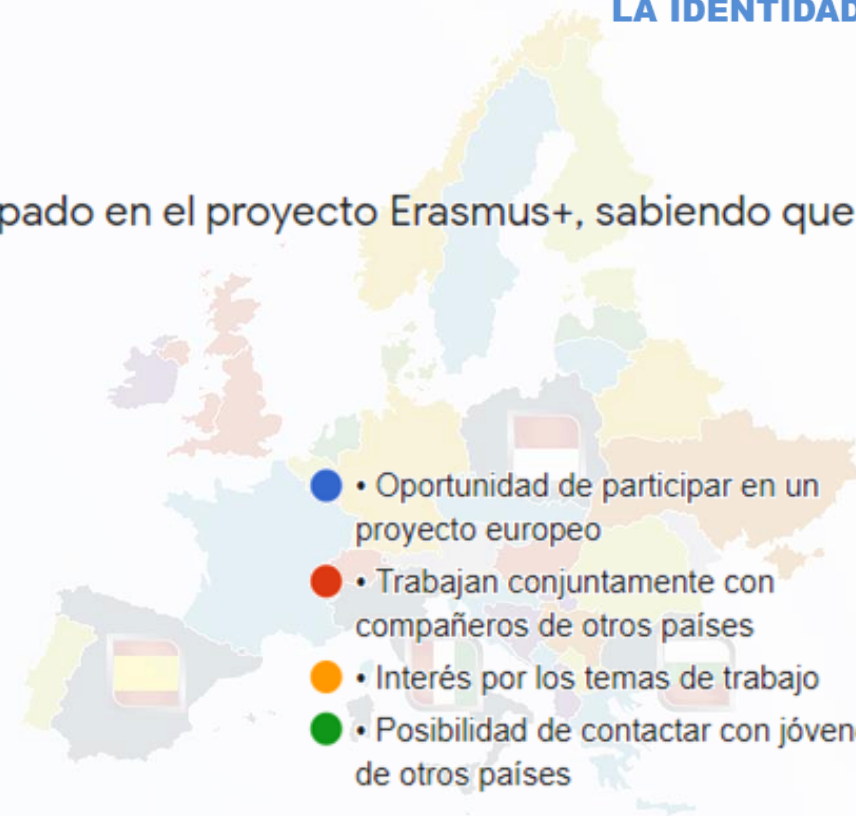 LA IDENTIDAD
pado en el proyecto Erasmus+, sabiendo que
• Oportunidad de participar en un
proyecto europeo
• Trabajan conjuntamente con
compañeros de otros países
• Interés por los temas de trabajo
• Posibilidad de contactar con jóven
de otros países